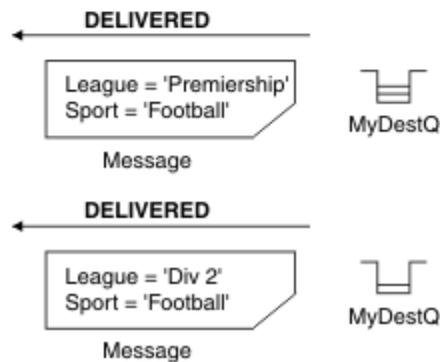 DELIVERED
League = 'Premiership'
Sport = 'Football'
MyDestQ
Message
DELIVERED
League = 'Div 2'
Sport = 'Football'
MyDestQ
Message